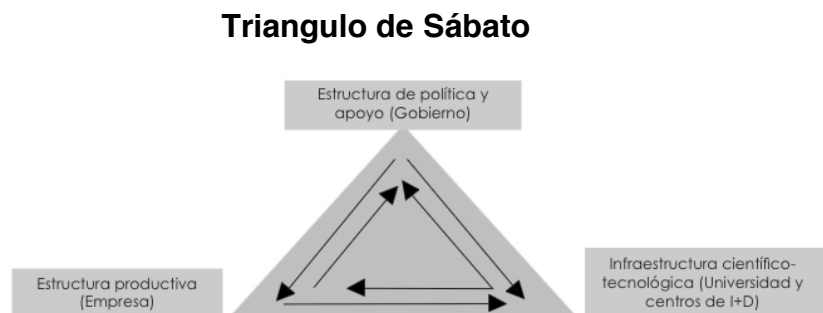 Triangulo de Sábato
Estructura de política y
apoyo (Gobierno)
Estructura productiva
(Empresa)
Infraestructura científico-
tecnológica (Universidad y
centros de I+D)